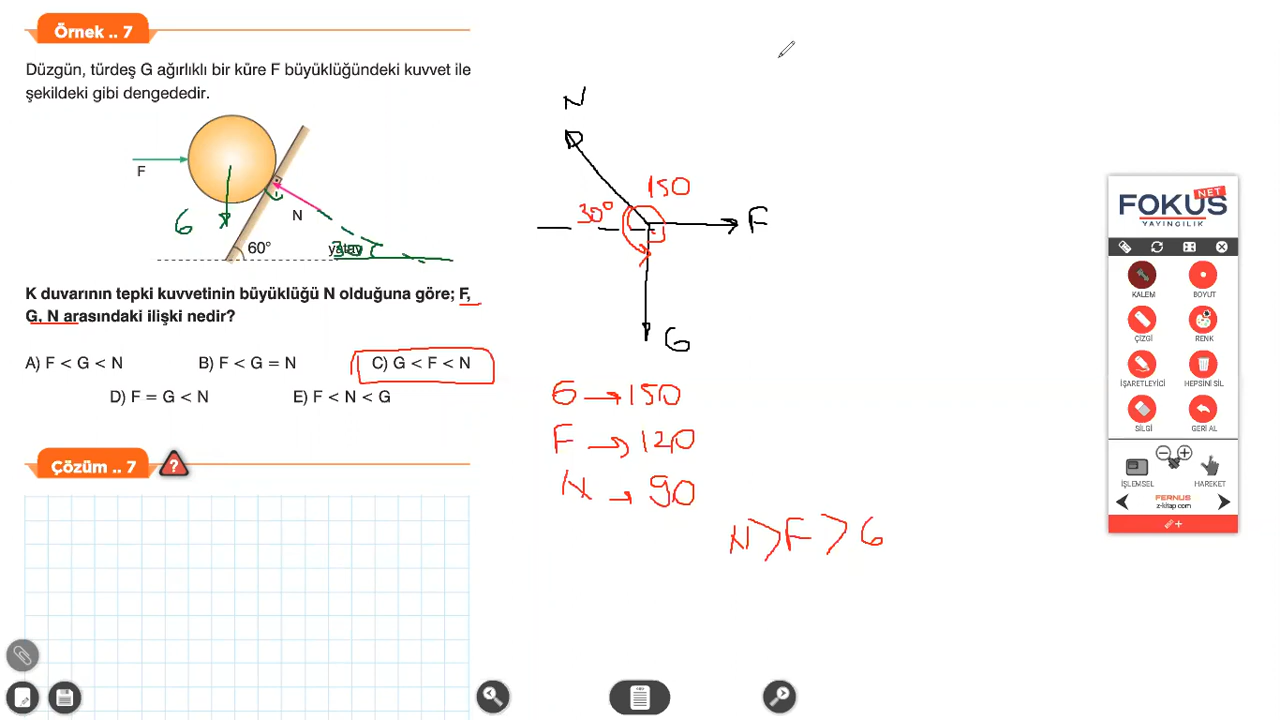 Örnek .. 7
Düzgün, türdeş G ağırlıklı bir küre F büyüklüğündeki kuvvet ile
şekildeki gibi dengededir.
F
G
N
60°
yatay
30
K duvarının tepki kuvvetinin büyüklüğü N olduğuna göre; F,
G, N arasındaki ilişki nedir?
A) F < G < N
B) F < G = N
C) G < F < N
D) F = G < N
E) F < N < G
Çözüm .. 7
?
N
150
30°
F
G
G → 150
F → 120
N → 90
N > F > G
FOKUS
NET
YAYINCILIK
KALEM
BOYUT
ÇİZGİ
RENK
İŞARETLEYİCİ
HEPSİNİ SİL
SİLGİ
GERİ AL
İŞLEMSEL
HAREKET
FERNUS
z-kitap.com